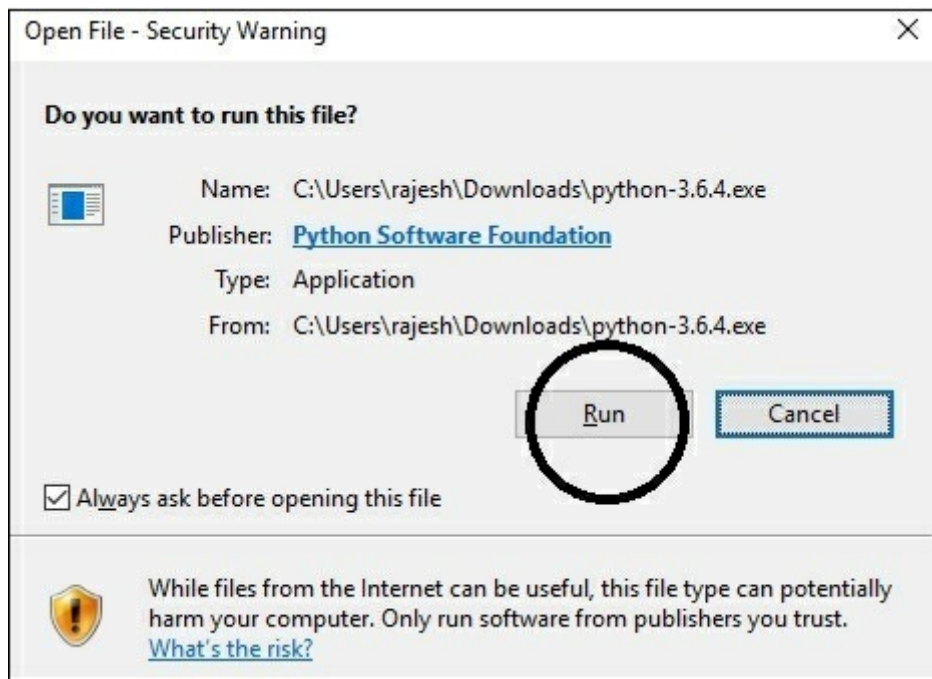 Open File - Security Warning
Do you want to run this file?
Name: C:\Users\rajesh\Downloads\python-3.6.4.exe
Publisher: Python Software Foundation
Type: Application
From: C:\Users\rajesh\Downloads\python-3.6.4.exe
Run Cancel
Always ask before opening this file
While files from the Internet can be useful, this file type can potentially
harm your computer. Only run software from publishers you trust.
What's the risk?